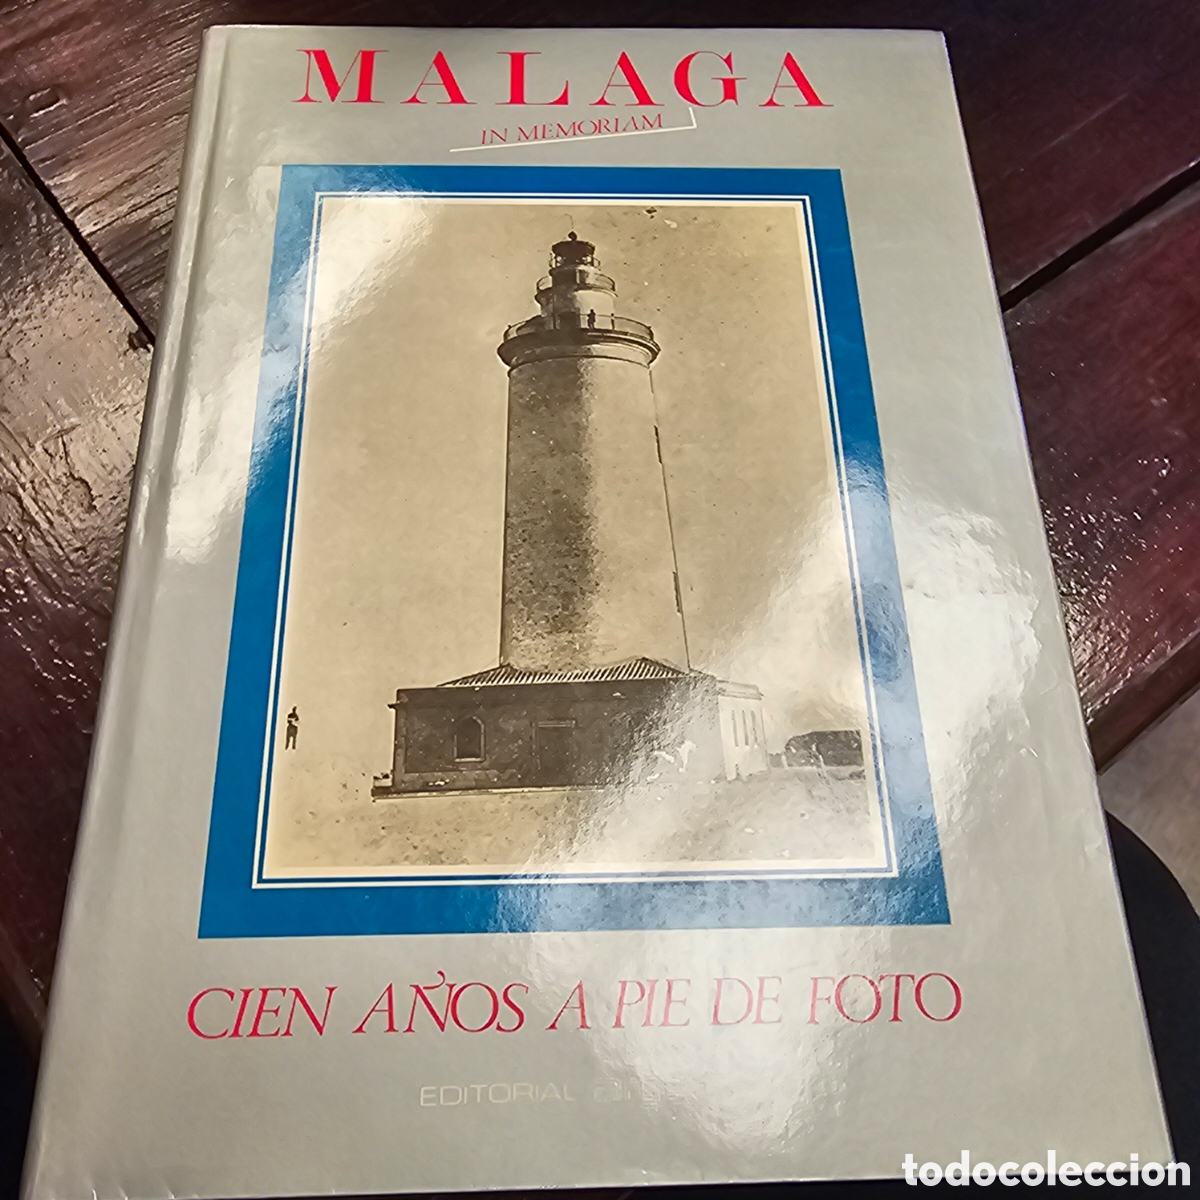 MALAGA
IN MEMORIAM
CIEN AÑOS A PIE DE FOTO
EDITORIAL
todocoleccion